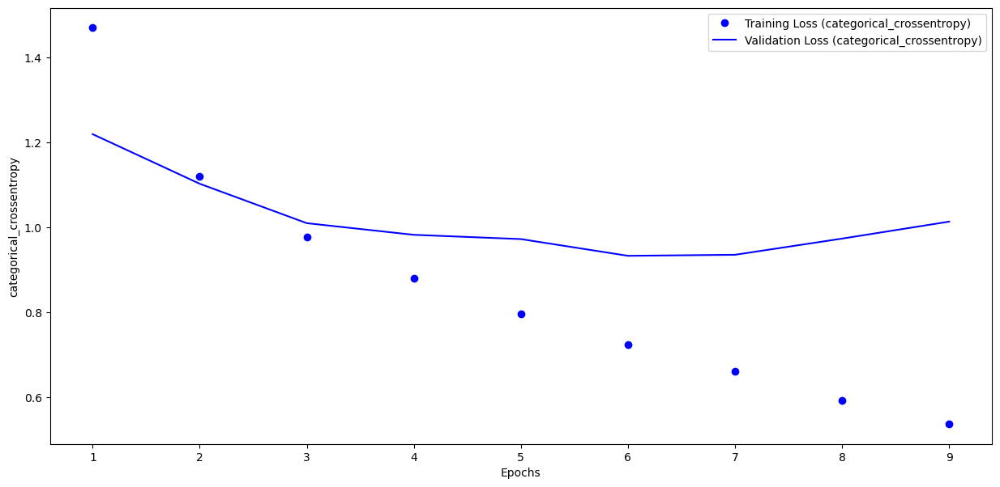 Training Loss (categorical_crossentropy)
Validation Loss (categorical_crossentropy)
categorical_crossentropy
1.4
1.2
1.0
0.8
0.6
1 2 3 4 5 6 7 8 9
Epochs